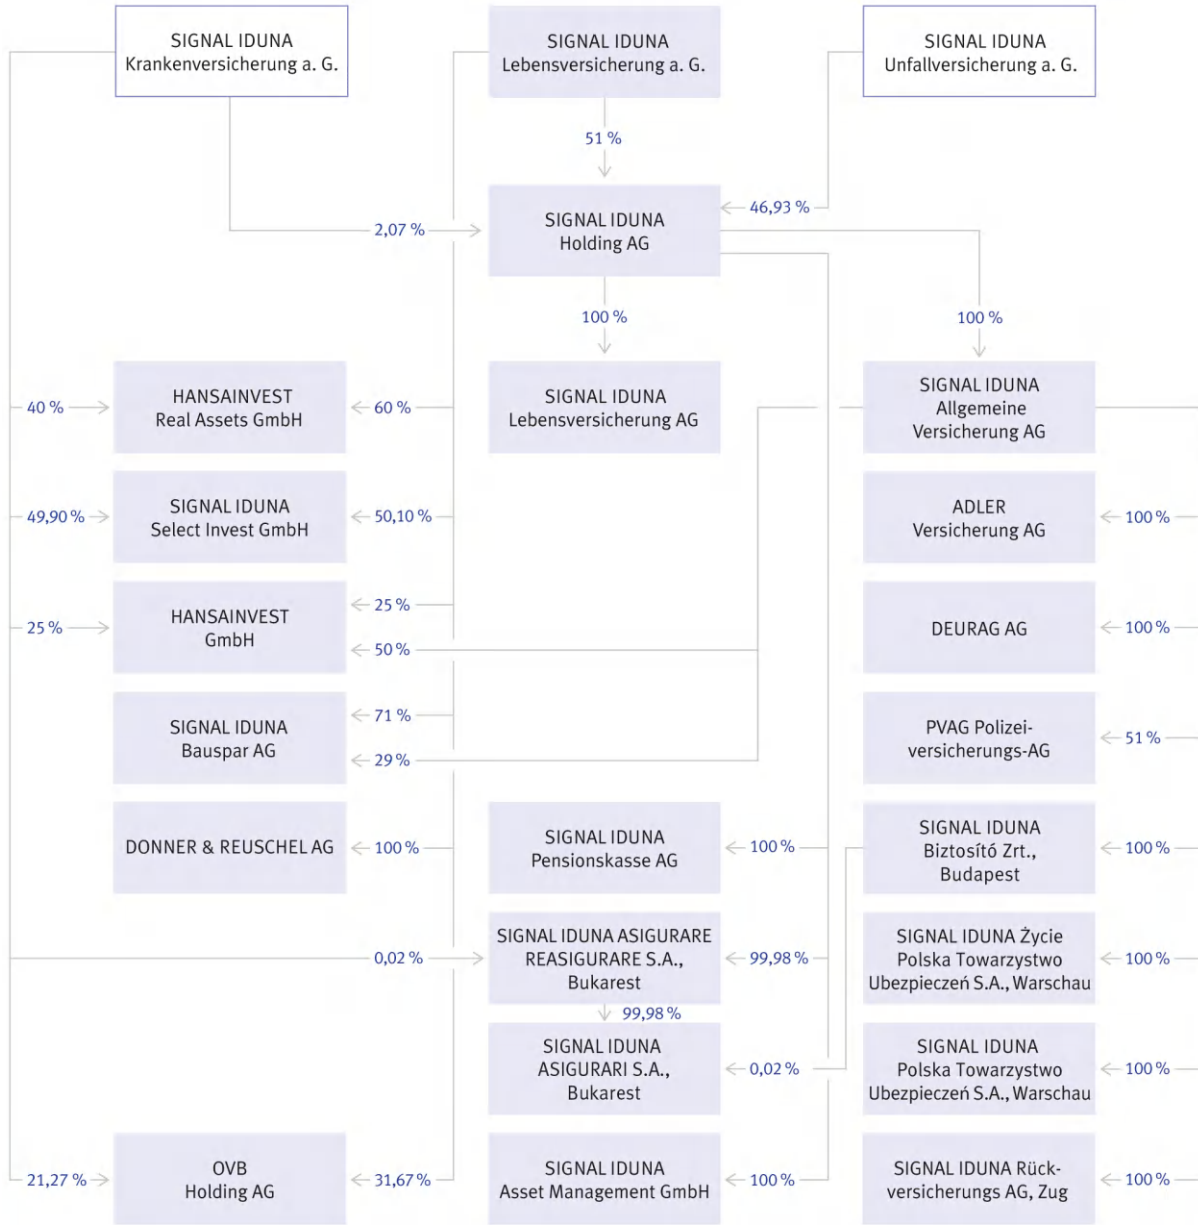 SIGNAL IDUNA
Krankenversicherung a. G.
SIGNAL IDUNA
Lebensversicherung a. G.
SIGNAL IDUNA
Unfallversicherung a. G.
51 %
SIGNAL IDUNA
Holding AG
46,93 %
2,07 %
100 %
100 %
40 %
HANSAINVEST
Real Assets GmbH
60 %
SIGNAL IDUNA
Lebensversicherung AG
SIGNAL IDUNA
Allgemeine
Versicherung AG
49,90 %
SIGNAL IDUNA
Select Invest GmbH
50,10 %
ADLER
Versicherung AG
100 %
25 %
HANSAINVEST
GmbH
25 %
50 %
DEURAG AG
100 %
SIGNAL IDUNA
Bauspar AG
71 %
29 %
PVAG Polizei-
versicherungs-AG
51 %
DONNER & REUSCHEL AG
100 %
SIGNAL IDUNA
Pensionskasse AG
100 %
SIGNAL IDUNA
Biztosító Zrt.,
Budapest
100 %
0,02 %
SIGNAL IDUNA ASIGURARE
REASIGURARE S.A.,
Bukarest
99,98 %
SIGNAL IDUNA Życie
Polska Towarzystwo
Ubezpieczeń S.A., Warschau
100 %
99,98 %
SIGNAL IDUNA
ASIGURARI S.A.,
Bukarest
0,02 %
SIGNAL IDUNA
Polska Towarzystwo
Ubezpieczeń S.A., Warschau
100 %
21,27 %
OVB
Holding AG
31,67 %
SIGNAL IDUNA
Asset Management GmbH
100 %
SIGNAL IDUNA Rück-
versicherungs AG, Zug
100 %